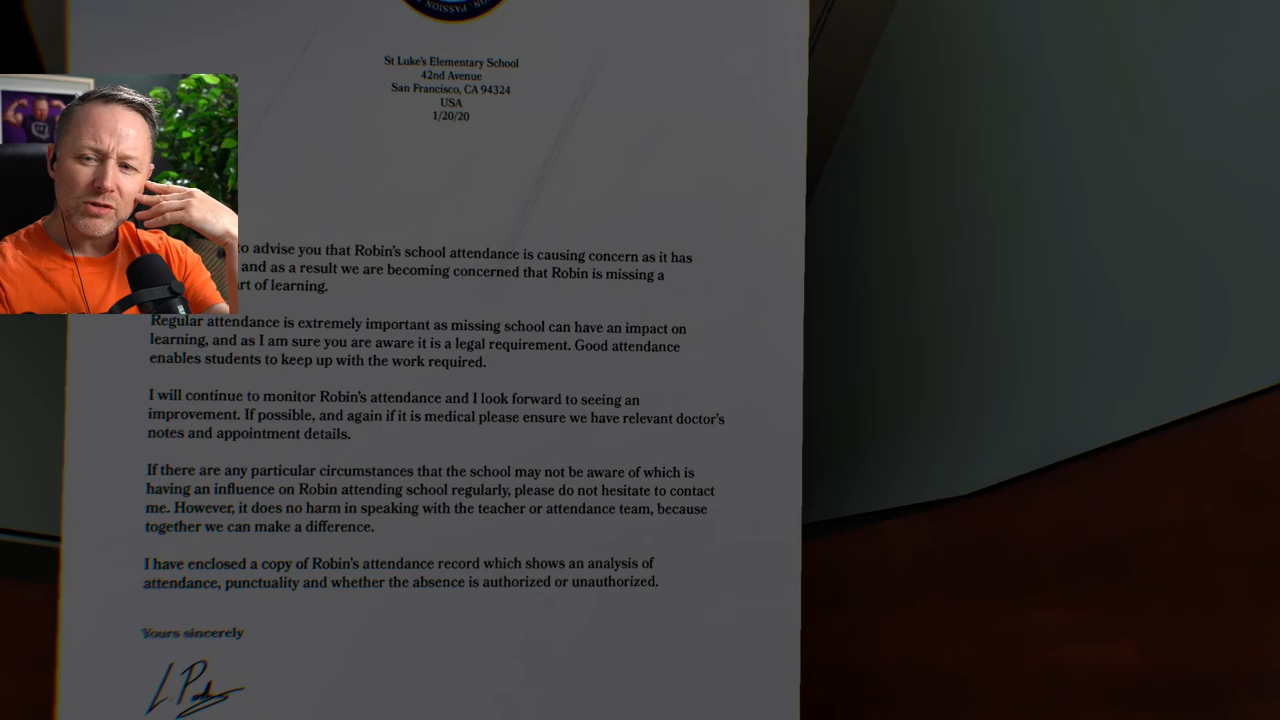 ION . PASSION
St Luke's Elementary School
42nd Avenue
San Francisco, CA 94324
USA
1/20/20
to advise you that Robin's school attendance is causing concern as it has
and as a result we are becoming concerned that Robin is missing a
of learning.
Regular attendance is extremely important as missing school can have an impact on
learning, and as I am sure you are aware it is a legal requirement. Good attendance
enables students to keep up with the work required.
I will continue to monitor Robin's attendance and I look forward to seeing an
improvement. If possible, and again if it is medical please ensure we have relevant doctor's
notes and appointment details.
If there are any particular circumstances that the school may not be aware of which is
having an influence on Robin attending school regularly, please do not hesitate to contact
me. However, it does no harm in speaking with the teacher or attendance team, because
together we can make a difference.
I have enclosed a copy of Robin's attendance record which shows an analysis of
attendance, punctuality and whether the absence is authorized or unauthorized.
Yours sincerely